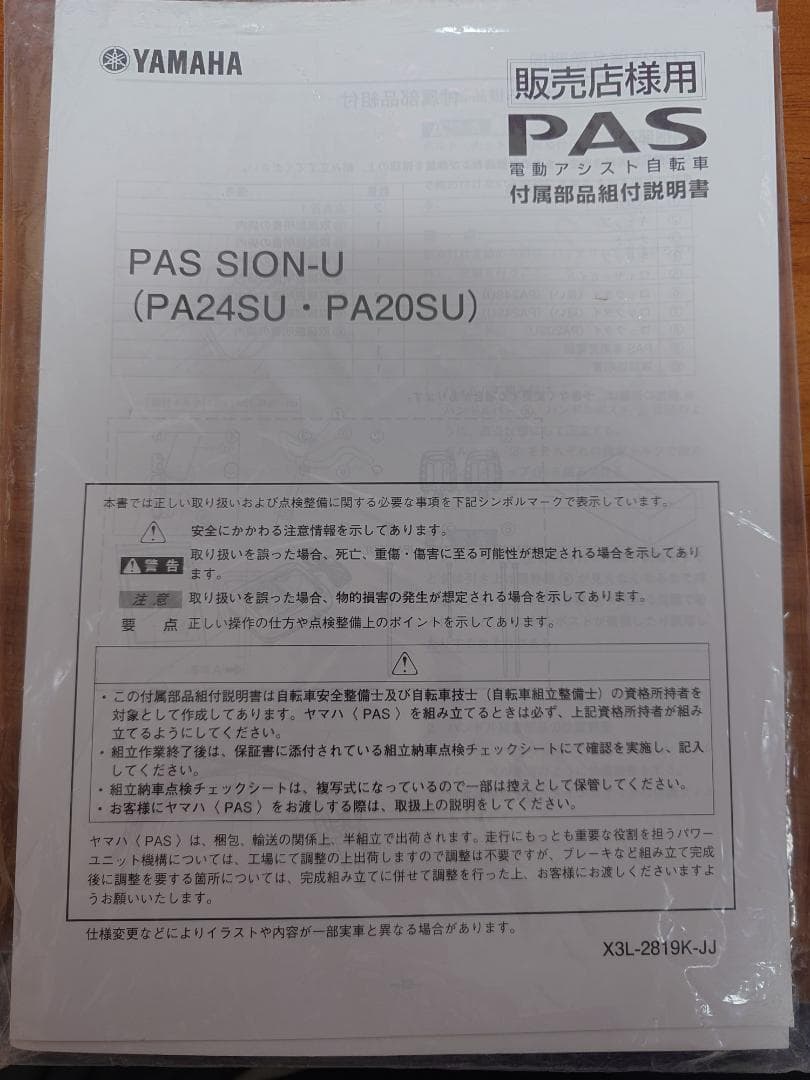 YAMAHA
販売店様用
PAS
電動アシスト自転車
付属部品組付説明書
PAS SION-U
（PA24SU・PA20SU）
本書では正しい取り扱いおよび点検整備に関する必要な事項を下記シンボルマークで表示しています。
安全にかかわる注意情報を示してあります。
警告 取り扱いを誤った場合、死亡、重傷・傷害に至る可能性が想定される場合を示してあり
ます。
注意 取り扱いを誤った場合、物的損害の発生が想定される場合を示してあります。
要 点 正しい操作の仕方や点検整備上のポイントを示してあります。
・この付属部品組付説明書は自転車安全整備士及び自転車技士（自転車組立整備士）の資格所持者を
対象として作成してあります。ヤマハ〈 PAS 〉を組み立てるときは必ず、上記資格所持者が組み
立てるようにしてください。
・組立作業終了後は、保証書に添付されている組立納車点検チェックシートにて確認を実施し、記入
してください。
・組立納車点検チェックシートは、複写式になっているので一部は控えとして保管してください。
・お客様にヤマハ〈 PAS 〉をお渡しする際は、取扱上の説明をしてください。
ヤマハ〈 PAS 〉は、梱包、輸送の関係上、半組立で出荷されます。走行にもっとも重要な役割を担うパワー
ユニット機構については、工場にて調整の上出荷しますので調整は不要ですが、ブレーキなど組み立て完成
後に調整を要する箇所については、完成組み立てに併せて調整を行った上、お客様にお渡しくださいますよ
うお願いいたします。
仕様変更などによりイラストや内容が一部実車と異なる場合があります。
X3L-2819K-JJ